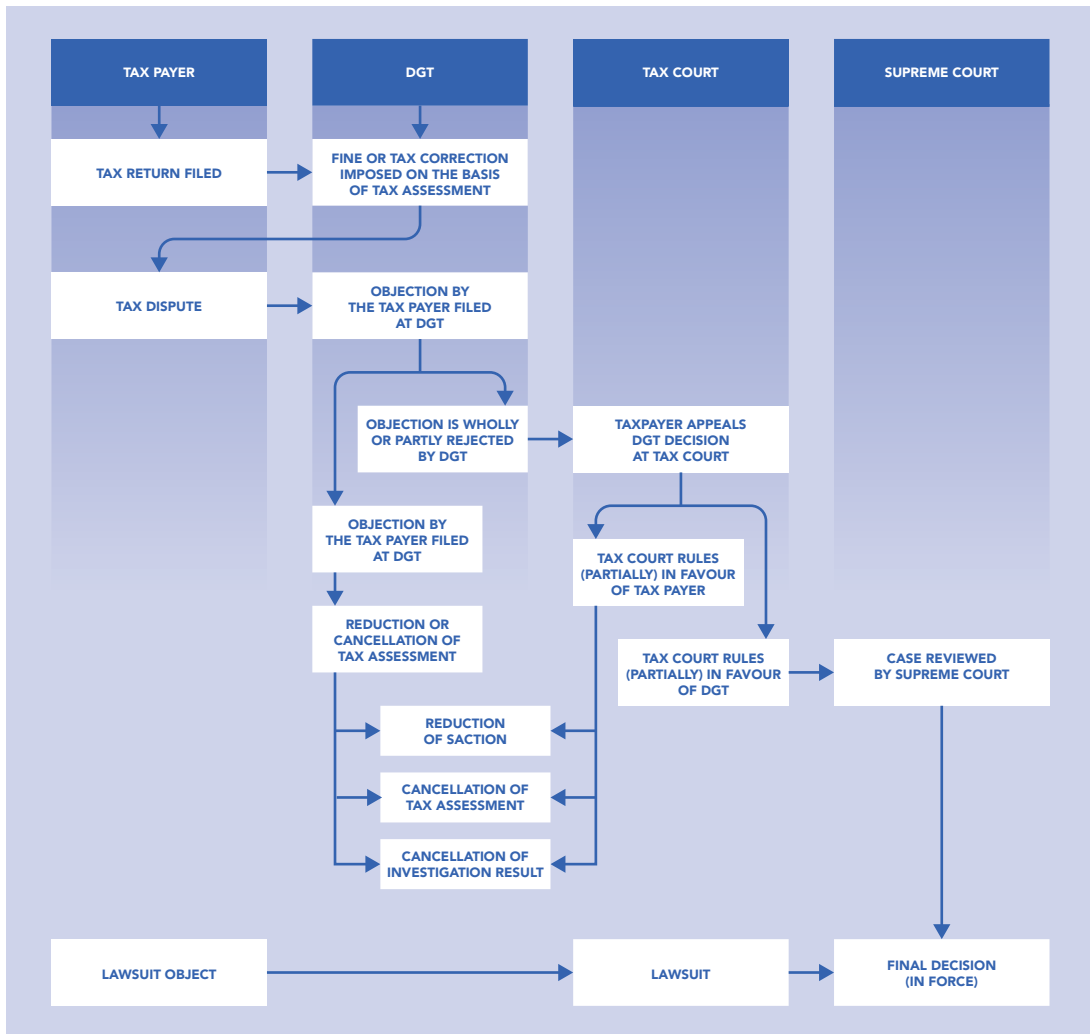 TAX PAYER
DGT
TAX COURT
SUPREME COURT
TAX RETURN FILED
FINE OR TAX CORRECTION
IMPOSED ON THE BASIS
OF TAX ASSESSMENT
TAX DISPUTE
OBJECTION BY
THE TAX PAYER FILED
AT DGT
OBJECTION IS WHOLLY
OR PARTLY REJECTED
BY DGT
TAXPAYER APPEALS
DGT DECISION
AT TAX COURT
OBJECTION BY
THE TAX PAYER FILED
AT DGT
TAX COURT RULES
(PARTIALLY) IN FAVOUR
OF TAX PAYER
REDUCTION OR
CANCELLATION OF
TAX ASSESSMENT
TAX COURT RULES
(PARTIALLY) IN FAVOUR
OF DGT
CASE REVIEWED
BY SUPREME COURT
REDUCTION
OF SACTION
CANCELLATION OF
TAX ASSESSMENT
CANCELLATION OF
INVESTIGATION RESULT
LAWSUIT OBJECT
LAWSUIT
FINAL DECISION
(IN FORCE)